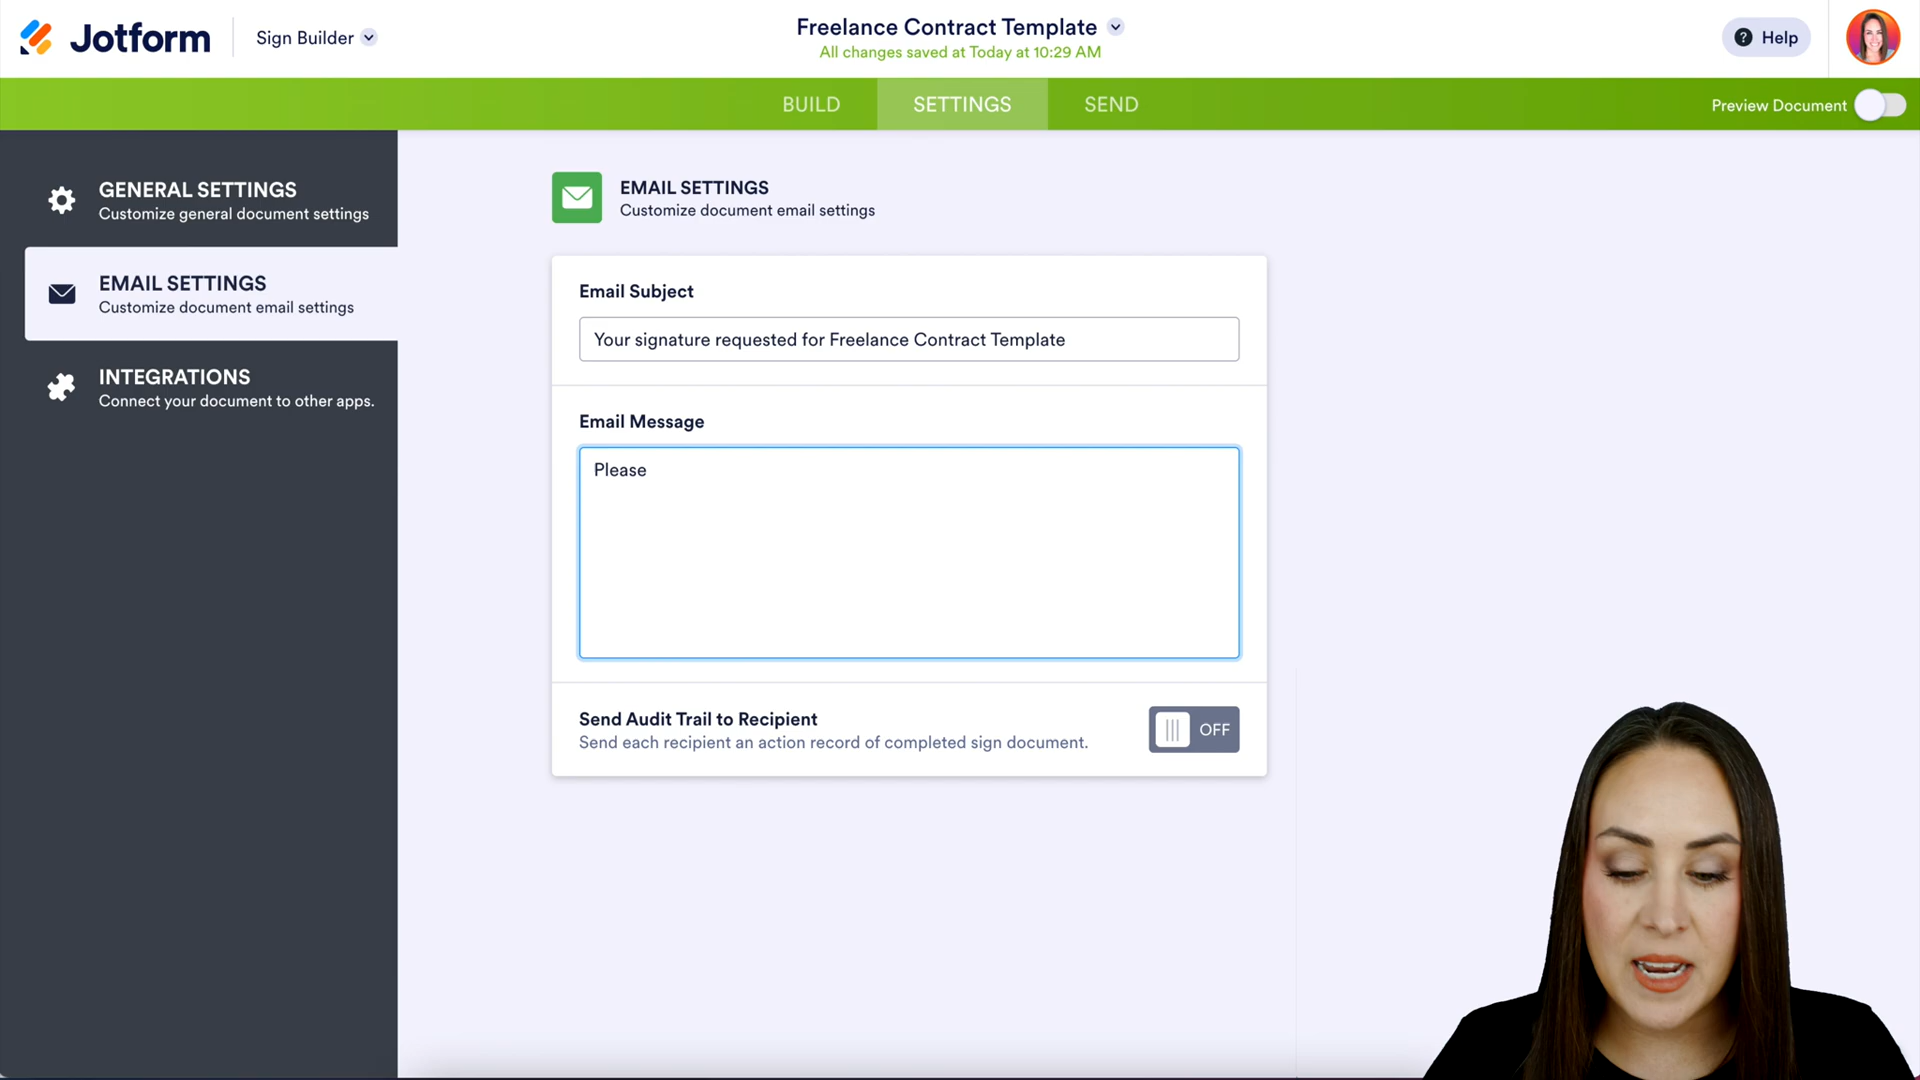 Jotform
Sign Builder
Freelance Contract Template
All changes saved at Today at 10:29 AM
Help
BUILD
SETTINGS
SEND
Preview Document
GENERAL SETTINGS
Customize general document settings
EMAIL SETTINGS
Customize document email settings
INTEGRATIONS
Connect your document to other apps.
EMAIL SETTINGS
Customize document email settings
Email Subject
Your signature requested for Freelance Contract Template
Email Message
Please
Send Audit Trail to Recipient
Send each recipient an action record of completed sign document.
OFF